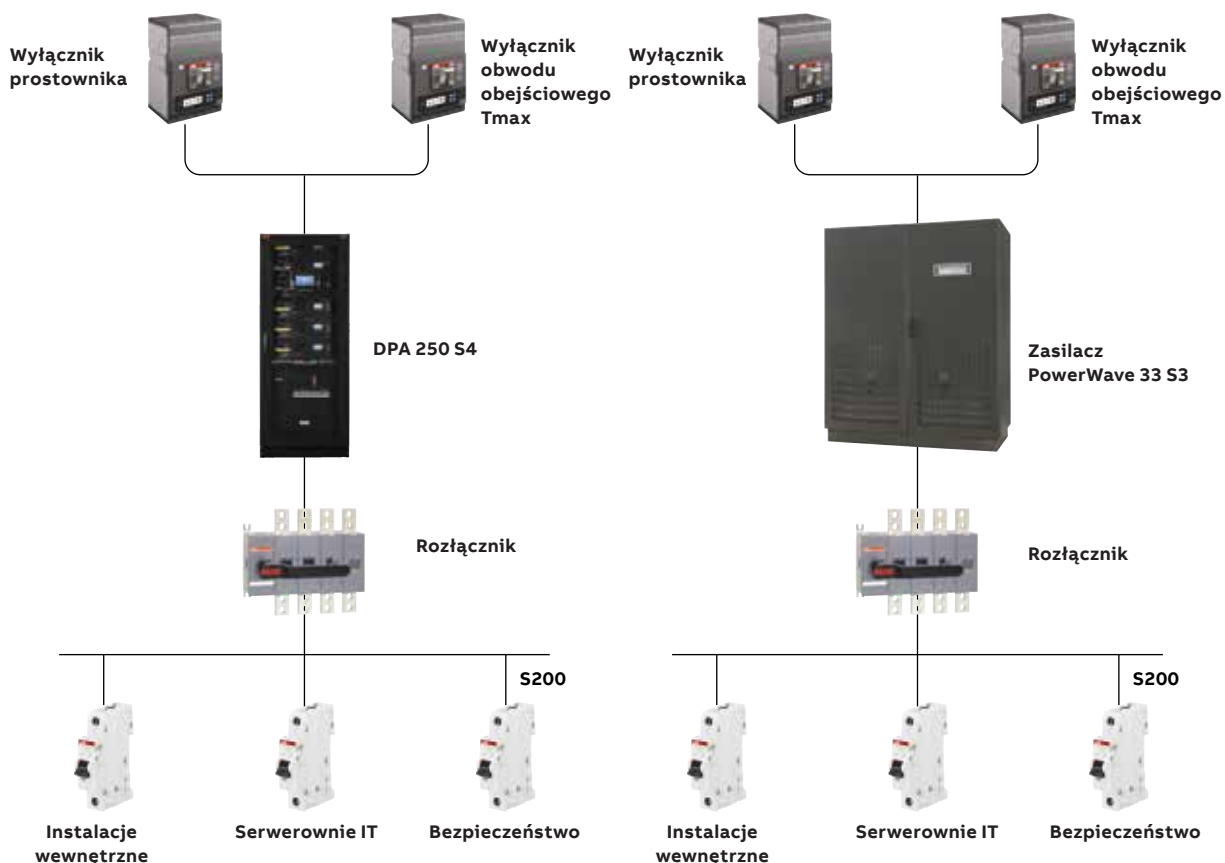 Wyłącznik
prostownika
Wyłącznik
obwodu
obejściowego
Tmax
Wyłącznik
prostownika
Wyłącznik
obwodu
obejściowego
Tmax
DPA 250 S4
Zasilacz
PowerWave 33 S3
Rozłącznik
Rozłącznik
S200
S200
Instalacje
wewnętrzne
Serwerownie IT
Bezpieczeństwo
Instalacje
wewnętrzne
Serwerownie IT
Bezpieczeństwo